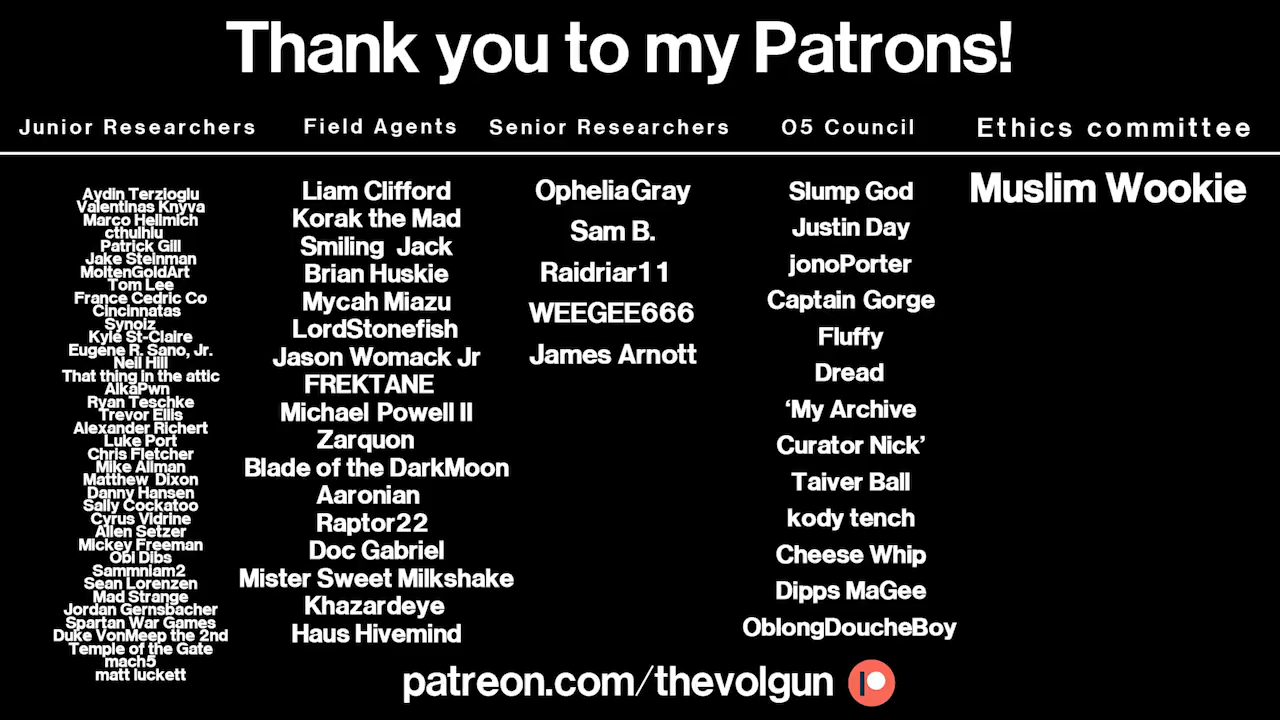 Thank you to my Patrons!
Junior Researchers
Aydin Terzioglu
Valentinas Knyva
Marco Hellmich
cthulhlu
Patrick Gill
Jake Steinman
MoltenGoldArt
Tom Lee
France Cedric Co
Cincinnatas
Synoiz
Kyle St-Claire
Eugene R. Sano, Jr.
Neil Hill
That thing in the attic
AlkaPwn
Ryan Teschke
Trevor Ellis
Alexander Richert
Luke Port
Chris Fletcher
Mike Allman
Matthew Dixon
Danny Hansen
Sally Cockatoo
Cyrus Vidrine
Allen Setzer
Mickey Freeman
Obi Dibs
Sammniam2
Sean Lorenzen
Mad Strange
Jordan Gernsbacher
Spartan War Games
Duke VonMeep the 2nd
Temple of the Gate
mach5
matt luckett
Field Agents
Liam Clifford
Korak the Mad
Smiling Jack
Brian Huskie
Mycah Miazu
LordStonefish
Jason Womack Jr
FREKTANE
Michael Powell II
Zarquon
Blade of the DarkMoon
Aaronian
Raptor22
Doc Gabriel
Mister Sweet Milkshake
Khazardeye
Haus Hivemind
Senior Researchers
OpheliaGray
Sam B.
Raidriar11
WEEGEE666
James Arnott
O5 Council
Slump God
Justin Day
jonoPorter
Captain Gorge
Fluffy
Dread
‘My Archive
Curator Nick’
Taiver Ball
kody tench
Cheese Whip
Dipps MaGee
OblongDoucheBoy
Ethics committee
Muslim Wookie
patreon.com/thevolgun